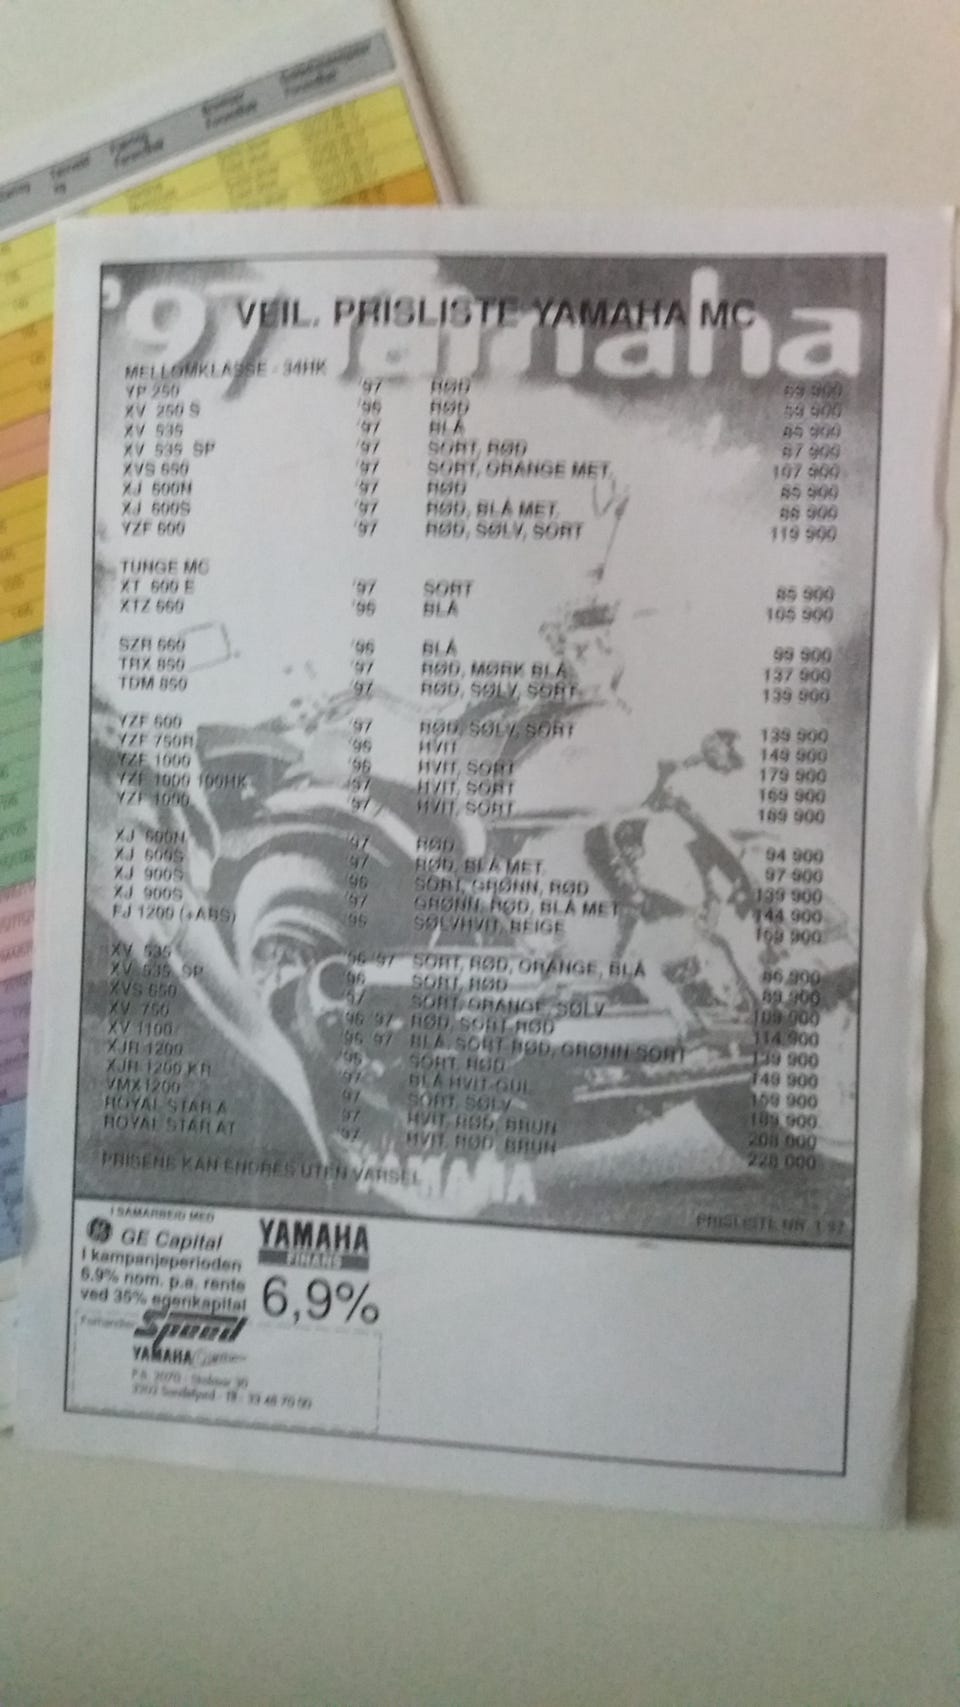 '97 Yamaha
VEIL. PRISLISTE YAMAHA MC
MELLOMKLASSE - 34HK
YP 250 '97 RØD 69 900
XV 250 S '96 RØD 59 900
XV 535 '97 BLÅ 85 900
XV 535 SP '97 SORT, RØD 87 900
XVS 650 '97 SORT, ORANGE MET. 107 900
XJ 600N '97 RØD 85 900
XJ 600S '97 RØD, BLÅ MET. 88 900
YZF 600 '97 RØD, SØLV, SORT 119 900
TUNGE MC
XT 600 E '97 SORT 85 900
XTZ 660 '96 BLÅ 105 900
SZR 660 '96 BLÅ 99 900
TRX 850 '97 RØD, MØRK BLÅ 137 900
TDM 850 '97 RØD, SØLV, SORT 139 900
YZF 600 '97 RØD, SØLV, SORT 139 900
YZF 750R '96 HVIT 149 900
YZF 1000 '96 HVIT, SORT 179 900
YZF 1000 100HK '97 HVIT, SORT 169 900
YZF 1000 '97 HVIT, SORT 189 900
XJ 600N '97 RØD 94 900
XJ 600S '97 RØD, BLÅ MET. 97 900
XJ 900S '96 SORT, GRØNN, RØD 139 900
XJ 900S '97 GRØNN, RØD, BLÅ MET 144 900
FJ 1200 (+ABS) '96 SØLVHVIT, BEIGE 169 900
XV 535 '96 '97 SORT, RØD, ORANGE, BLÅ 86 900
XV 535 SP '96 SORT, RØD 89 900
XVS 650 '97 SORT, ORANGE, SØLV 109 900
XV 750 '96 '97 RØD, SORT-RØD 114 900
XV 1100 '96 '97 BLÅ, SORT RØD, GRØNN SORT 139 900
XJR 1200 '96 SORT, RØD 149 900
XJR 1200 KR '97 BLÅ HVIT-GUL 159 900
VMX 1200 '97 SORT, SØLV 189 900
ROYAL STAR A '97 HVIT, RØD, BRUN 208 000
ROYAL STAR AT '97 HVIT, RØD, BRUN 228 000
PRISENE KAN ENDRES UTEN VARSEL
YAMAHA
PRISLISTE NR. 1 97
I SAMARBEID MED
GE Capital
YAMAHA
FINANS
I kampanjeperioden
6.9% nom. p.a. rente
ved 35% egenkapital
6,9%
Forhandler
Speed
YAMAHA Center
3202 Sandefjord - Tlf.: 33 46 70 00